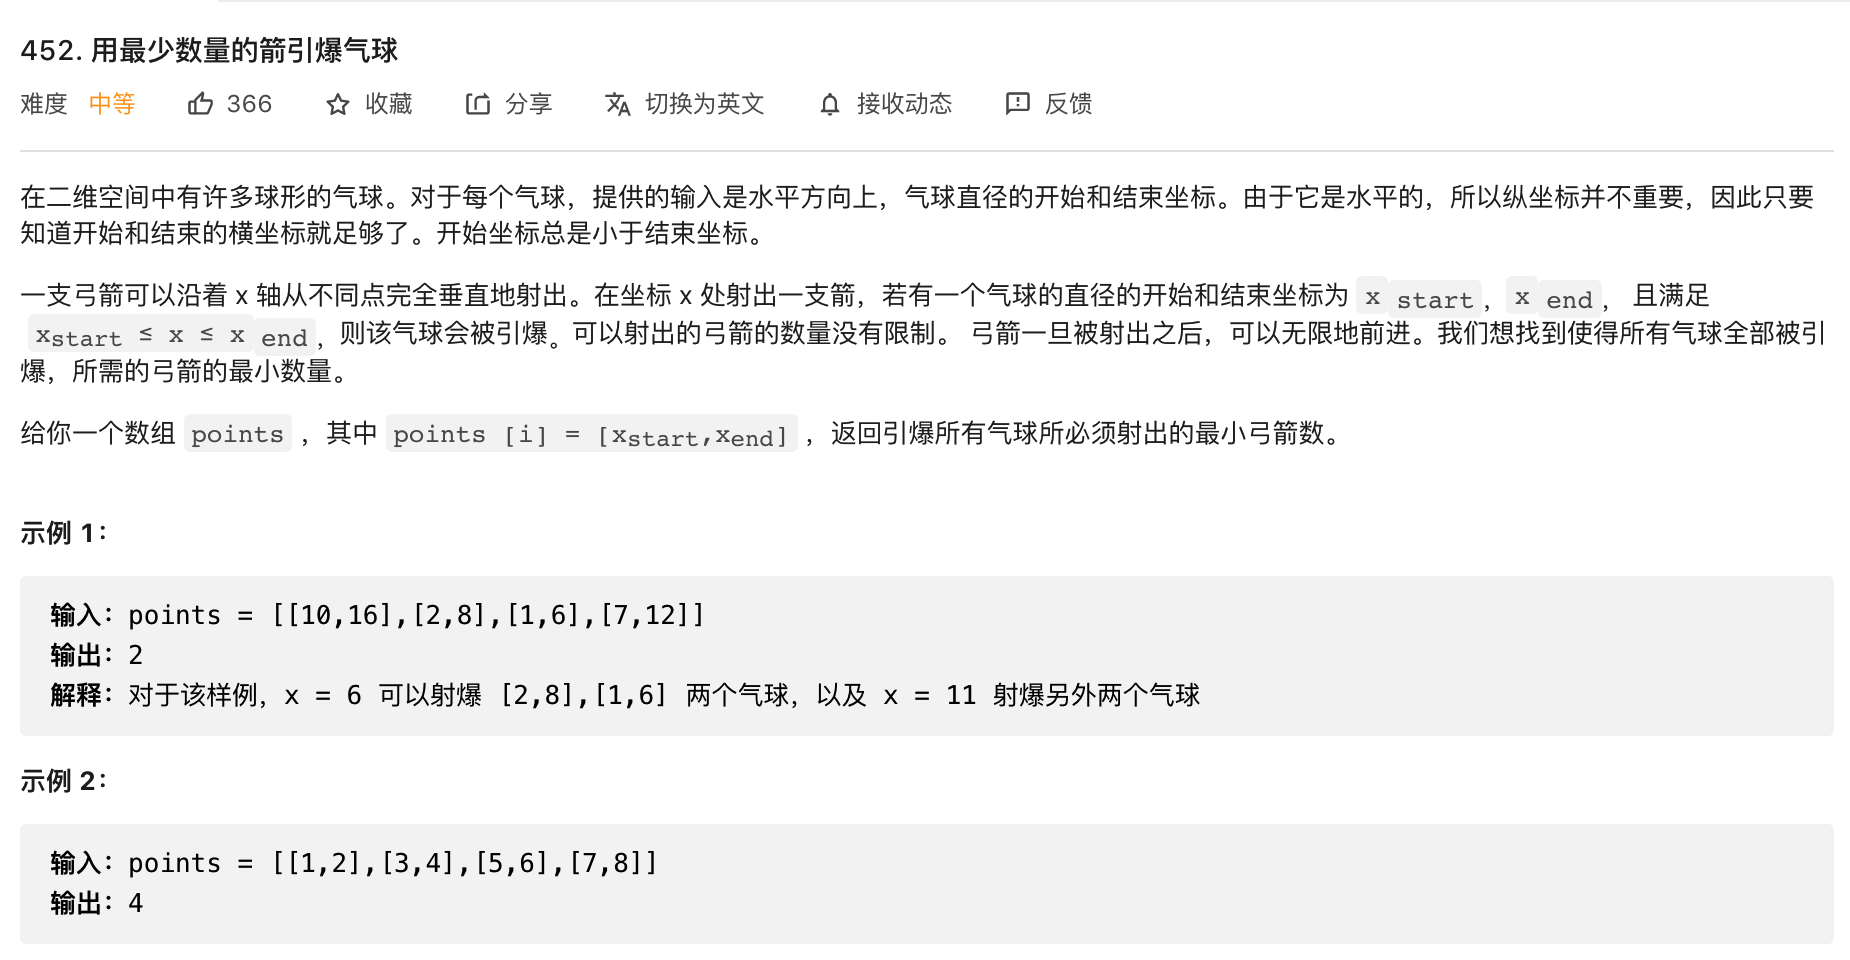 452. 用最少数量的箭引爆气球
难度 中等 366 收藏 分享 切换为英文 接收动态 反馈
在二维空间中有许多球形的气球。对于每个气球，提供的输入是水平方向上，气球直径的开始和结束坐标。由于它是水平的，所以纵坐标并不重要，因此只要
知道开始和结束的横坐标就足够了。开始坐标总是小于结束坐标。
一支弓箭可以沿着 x 轴从不同点完全垂直地射出。在坐标 x 处射出一支箭，若有一个气球的直径的开始和结束坐标为 x start，x end， 且满足
xstart ≤ x ≤ x end，则该气球会被引爆。可以射出的弓箭的数量没有限制。 弓箭一旦被射出之后，可以无限地前进。我们想找到使得所有气球全部被引
爆，所需的弓箭的最小数量。
给你一个数组 points ，其中 points [i] = [xstart,xend] ，返回引爆所有气球所必须射出的最小弓箭数。
示例 1：
输入：points = [[10,16],[2,8],[1,6],[7,12]]
输出：2
解释：对于该样例，x = 6 可以射爆 [2,8],[1,6] 两个气球，以及 x = 11 射爆另外两个气球
示例 2：
输入：points = [[1,2],[3,4],[5,6],[7,8]]
输出：4